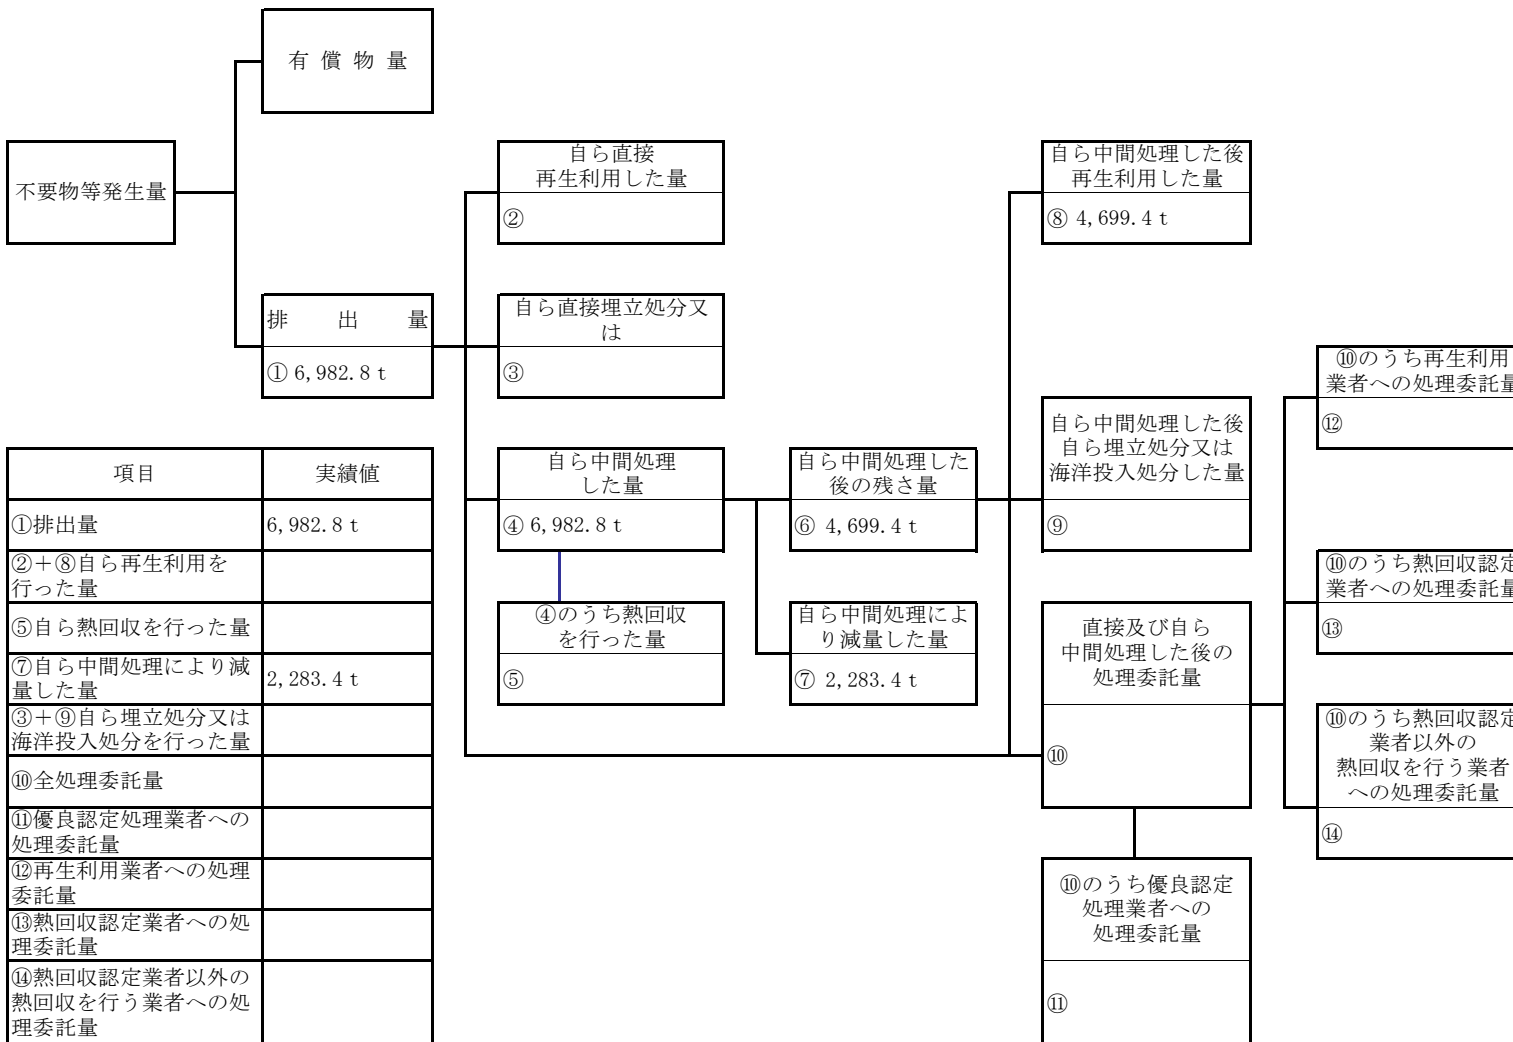 有償物量
不要物等発生量
排出量
① 6,982.8 t
自ら直接
再生利用した量
②
自ら直接埋立処分又
は
③
自ら中間処理
した量
④ 6,982.8 t
④のうち熱回収
を行った量
⑤
自ら中間処理した
後の残さ量
⑥ 4,699.4 t
自ら中間処理によ
り減量した量
⑦ 2,283.4 t
自ら中間処理した後
再生利用した量
⑧ 4,699.4 t
自ら中間処理した後
自ら埋立処分又は
海洋投入処分した量
⑨
直接及び自ら
中間処理した後の
処理委託量
⑩
⑩のうち優良認定
処理業者への
処理委託量
⑪
⑩のうち再生利用
業者への処理委託量
⑫
⑩のうち熱回収認定
業者への処理委託量
⑬
⑩のうち熱回収認定
業者以外の
熱回収を行う業者
への処理委託量
⑭
項目 実績値
①排出量 6,982.8 t
②＋⑧自ら再生利用を
行った量
⑤自ら熱回収を行った量
⑦自ら中間処理により減
量した量 2,283.4 t
③＋⑨自ら埋立処分又は
海洋投入処分を行った量
⑩全処理委託量
⑪優良認定処理業者への
処理委託量
⑫再生利用業者への処理
委託量
⑬熱回収認定業者への処
理委託量
⑭熱回収認定業者以外の
熱回収を行う業者への処
理委託量